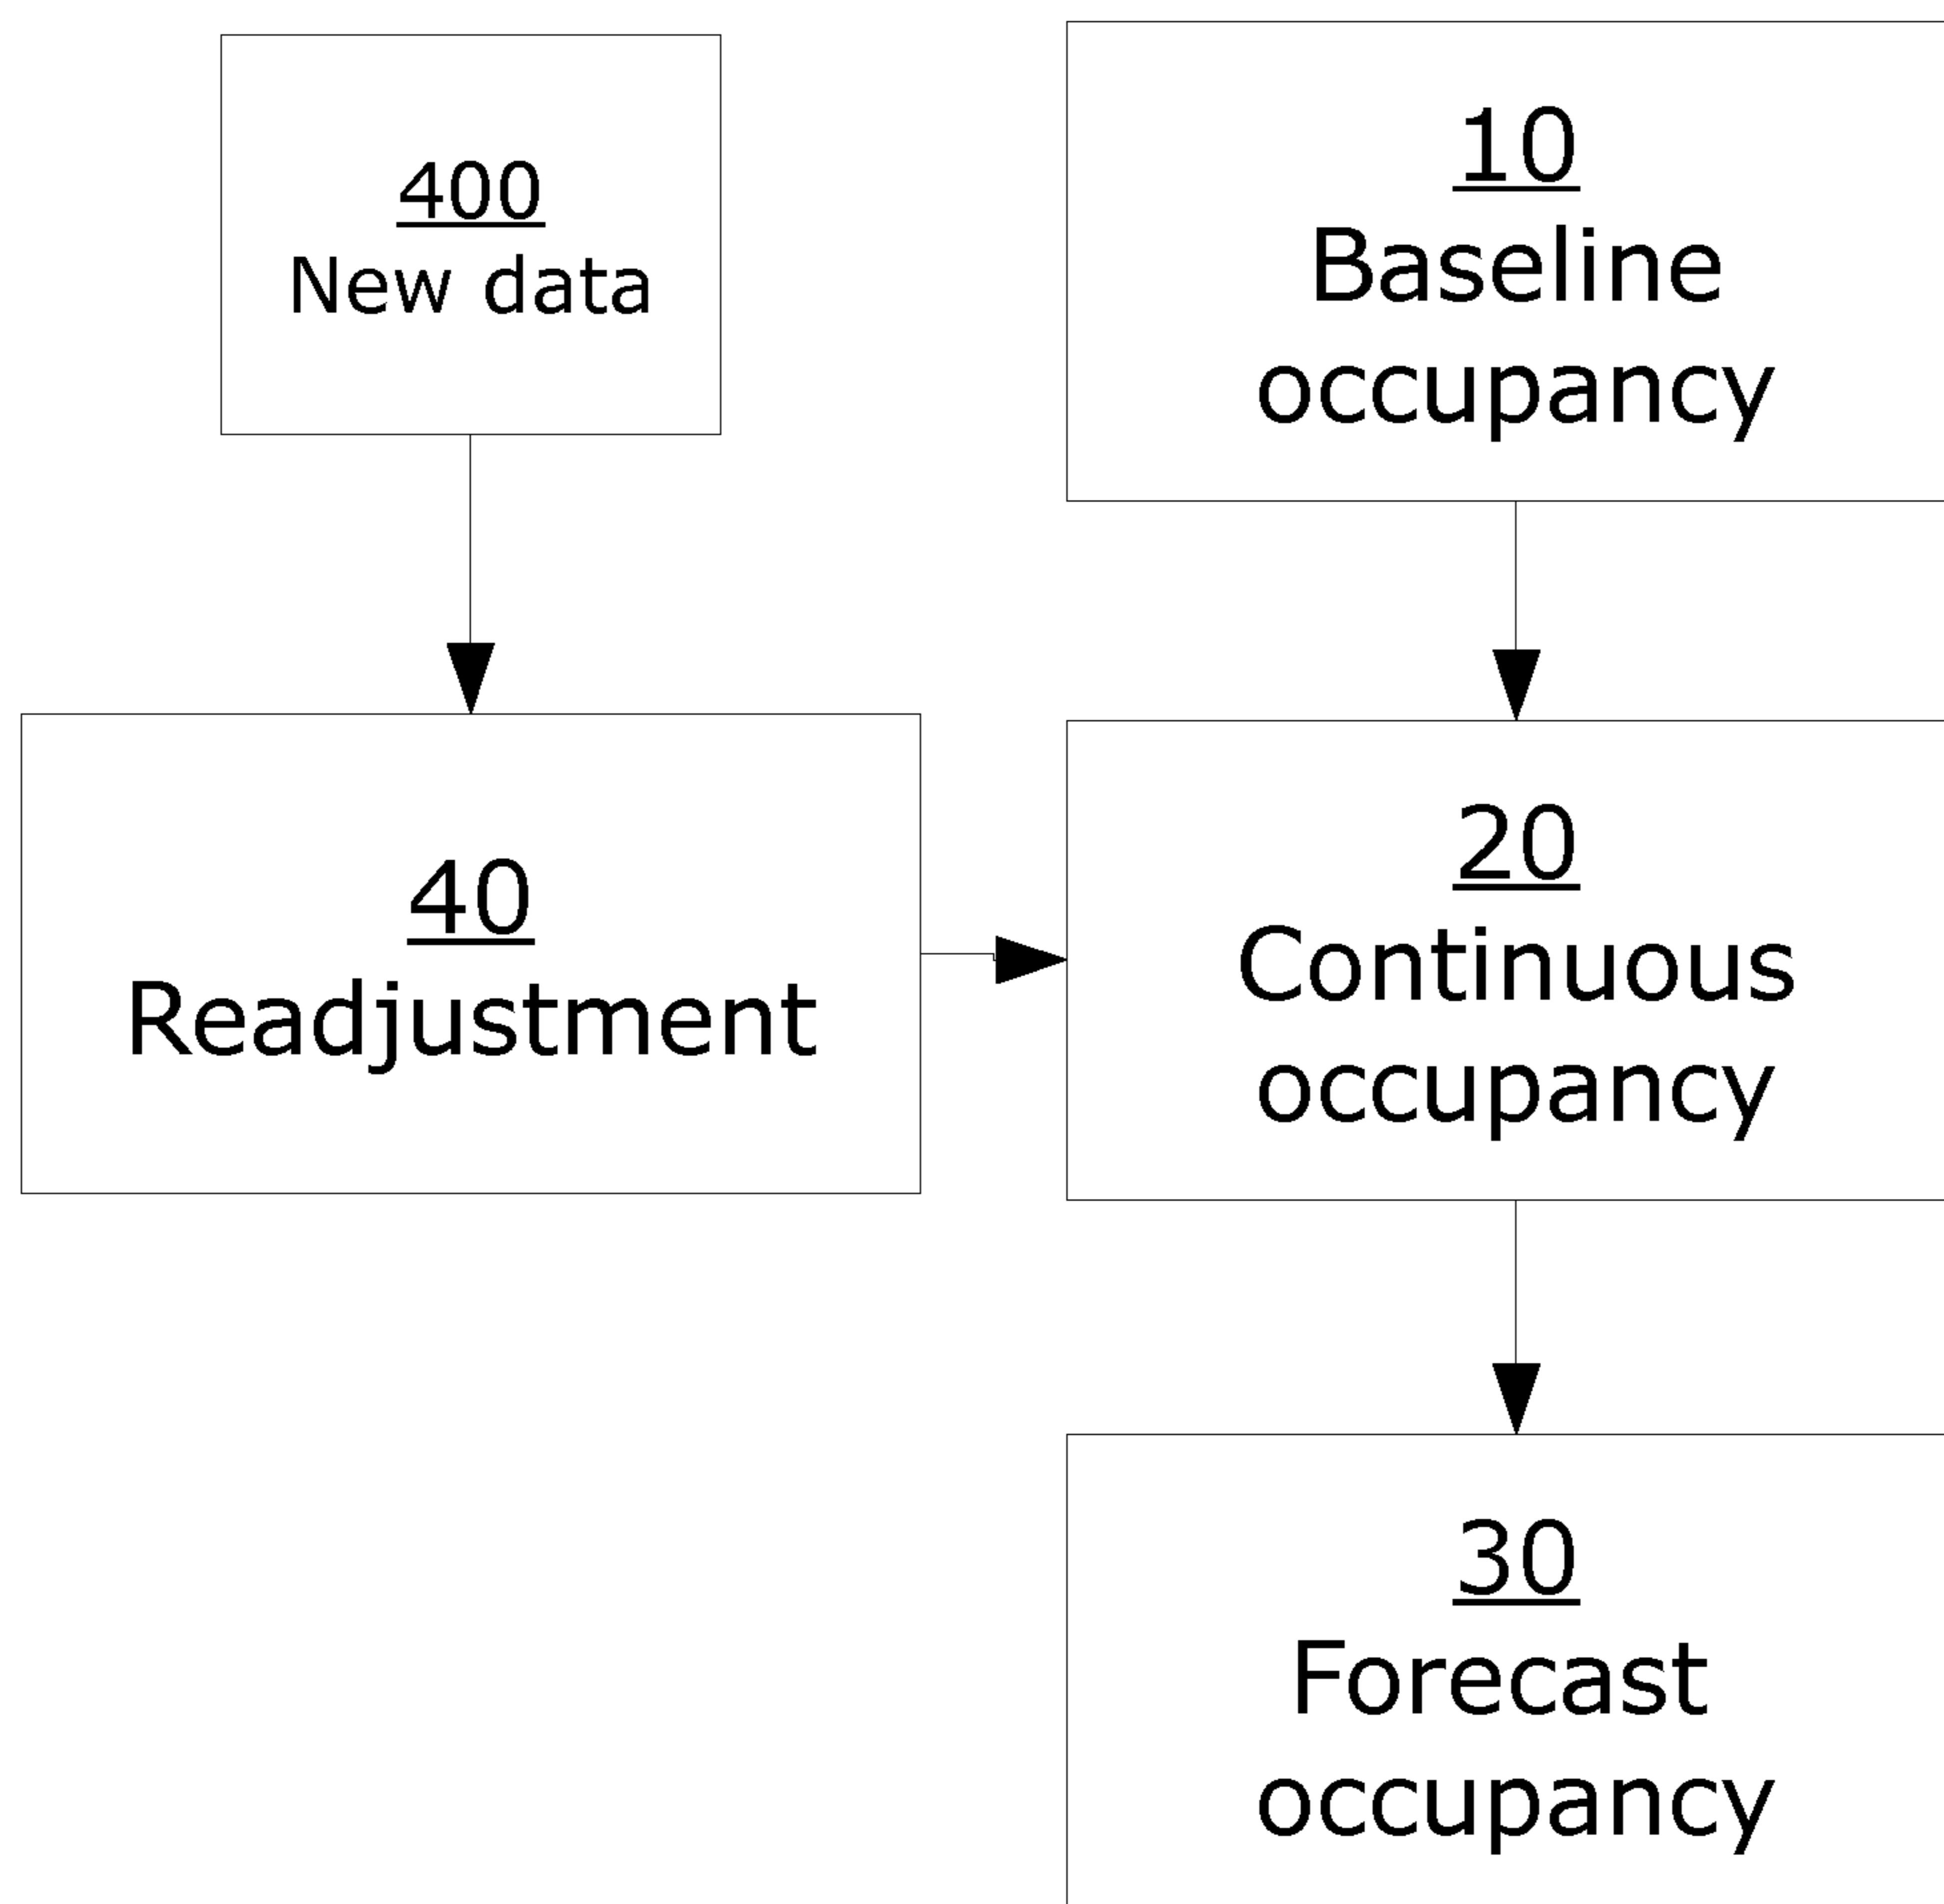 400
New data
10
Baseline
occupancy
40
Readjustment
20
Continuous
occupancy
30
Forecast
occupancy